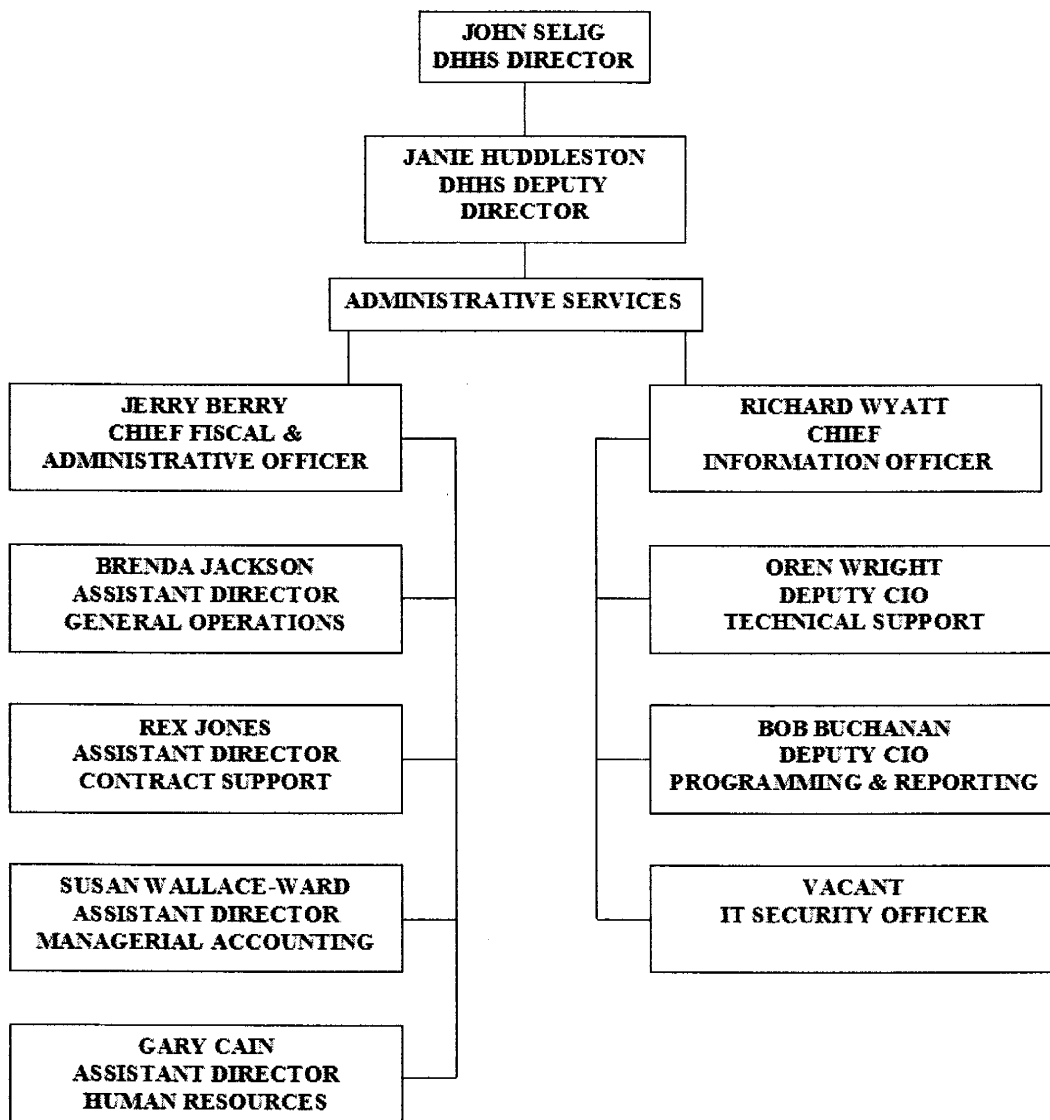 JOHN SELIG
DHHS DIRECTOR
JANIE HUDDLESTON
DHHS DEPUTY
DIRECTOR
ADMINISTRATIVE SERVICES
JERRY BERRY
CHIEF FISCAL &
ADMINISTRATIVE OFFICER
BRENDA JACKSON
ASSISTANT DIRECTOR
GENERAL OPERATIONS
REX JONES
ASSISTANT DIRECTOR
CONTRACT SUPPORT
SUSAN WALLACE-WARD
ASSISTANT DIRECTOR
MANAGERIAL ACCOUNTING
GARY CAIN
ASSISTANT DIRECTOR
HUMAN RESOURCES
RICHARD WYATT
CHIEF
INFORMATION OFFICER
OREN WRIGHT
DEPUTY CIO
TECHNICAL SUPPORT
BOB BUCHANAN
DEPUTY CIO
PROGRAMMING & REPORTING
VACANT
IT SECURITY OFFICER